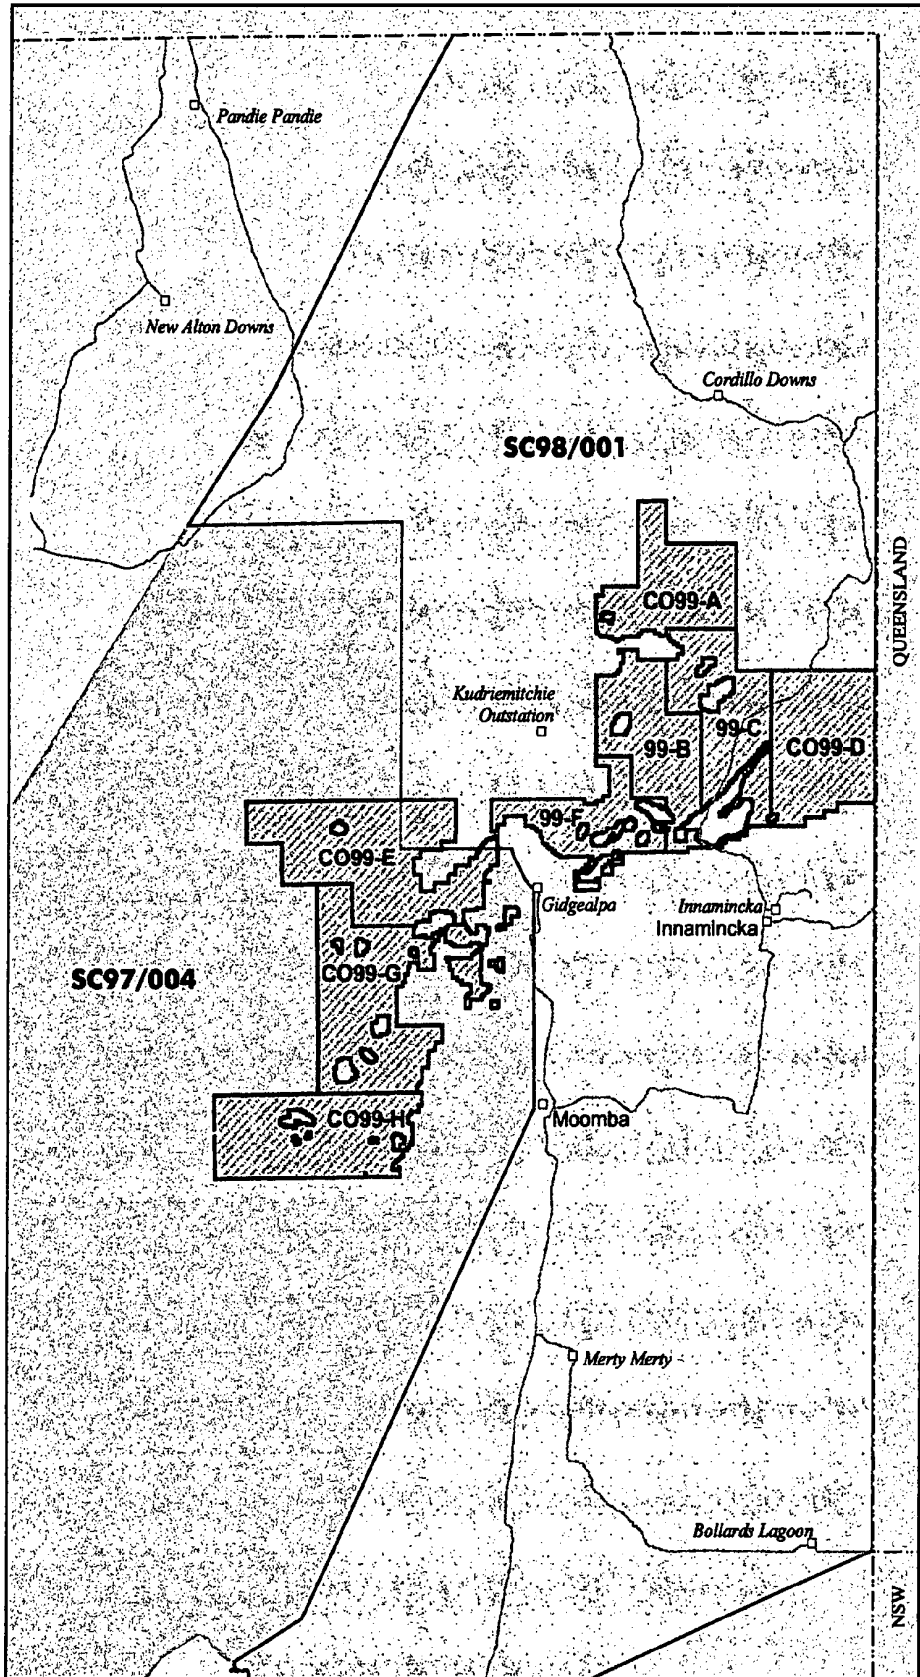 Pandie Pandie
New Alton Downs
Cordillo Downs
SC98/001
QUEENSLAND
CO99-A
Kudriemitchie
Outstation
99-B
99-C
CO99-D
99-F
CO99-E
Gidgealpa
Innamincka
Innamincka
CO99-G
SC97/004
CO99-H
Moomba
Merty Merty
Bollards Lagoon
NSW